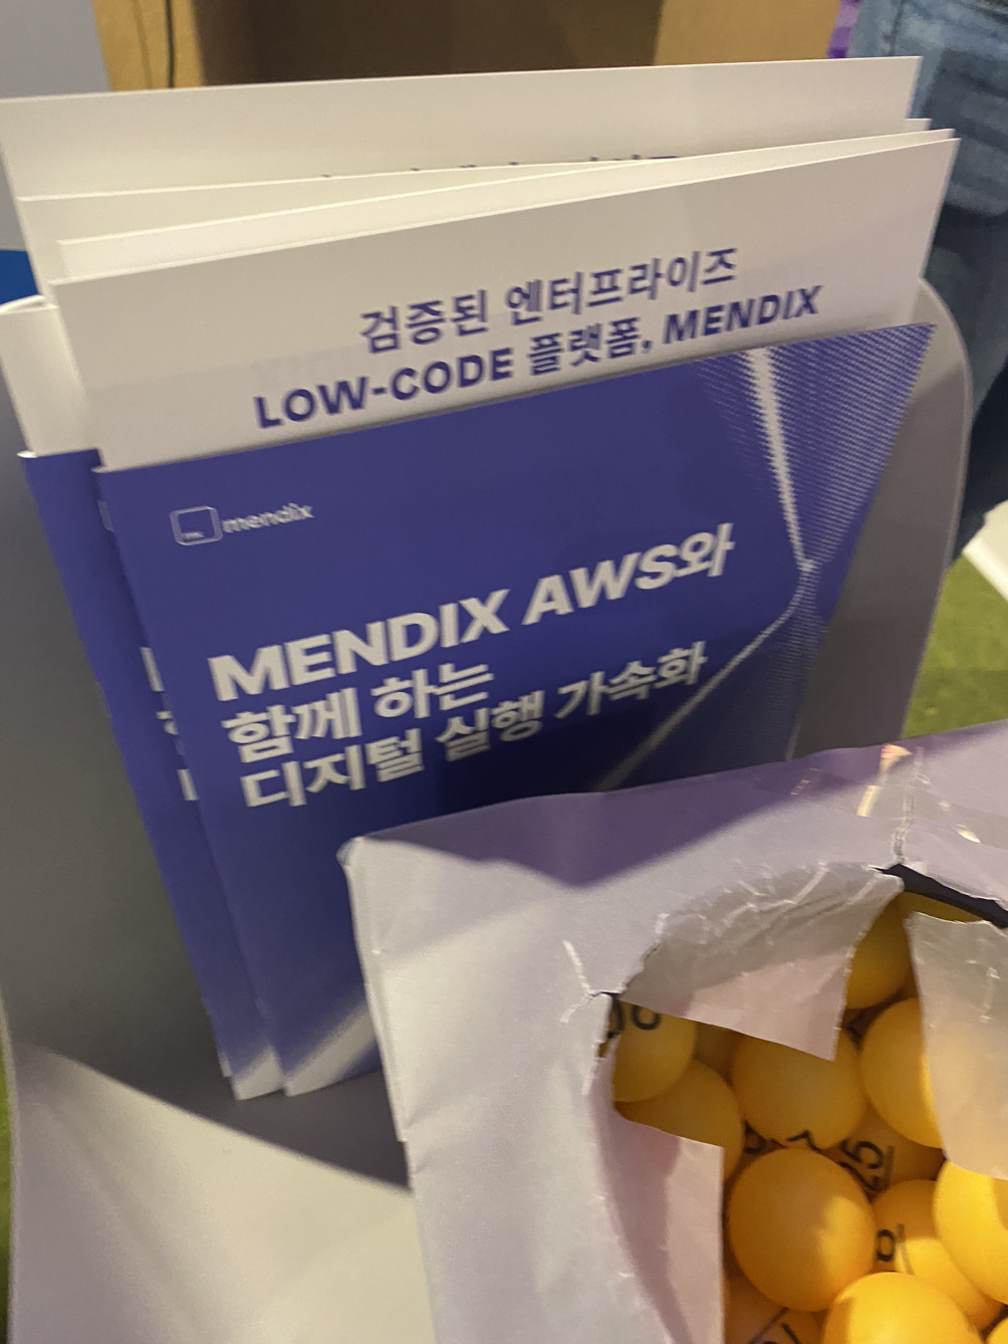 검증된 엔터프라이즈
LOW-CODE 플랫폼, MENDIX
mendix
MENDIX AWS와
함께 하는
디지털 실행 가속화
25